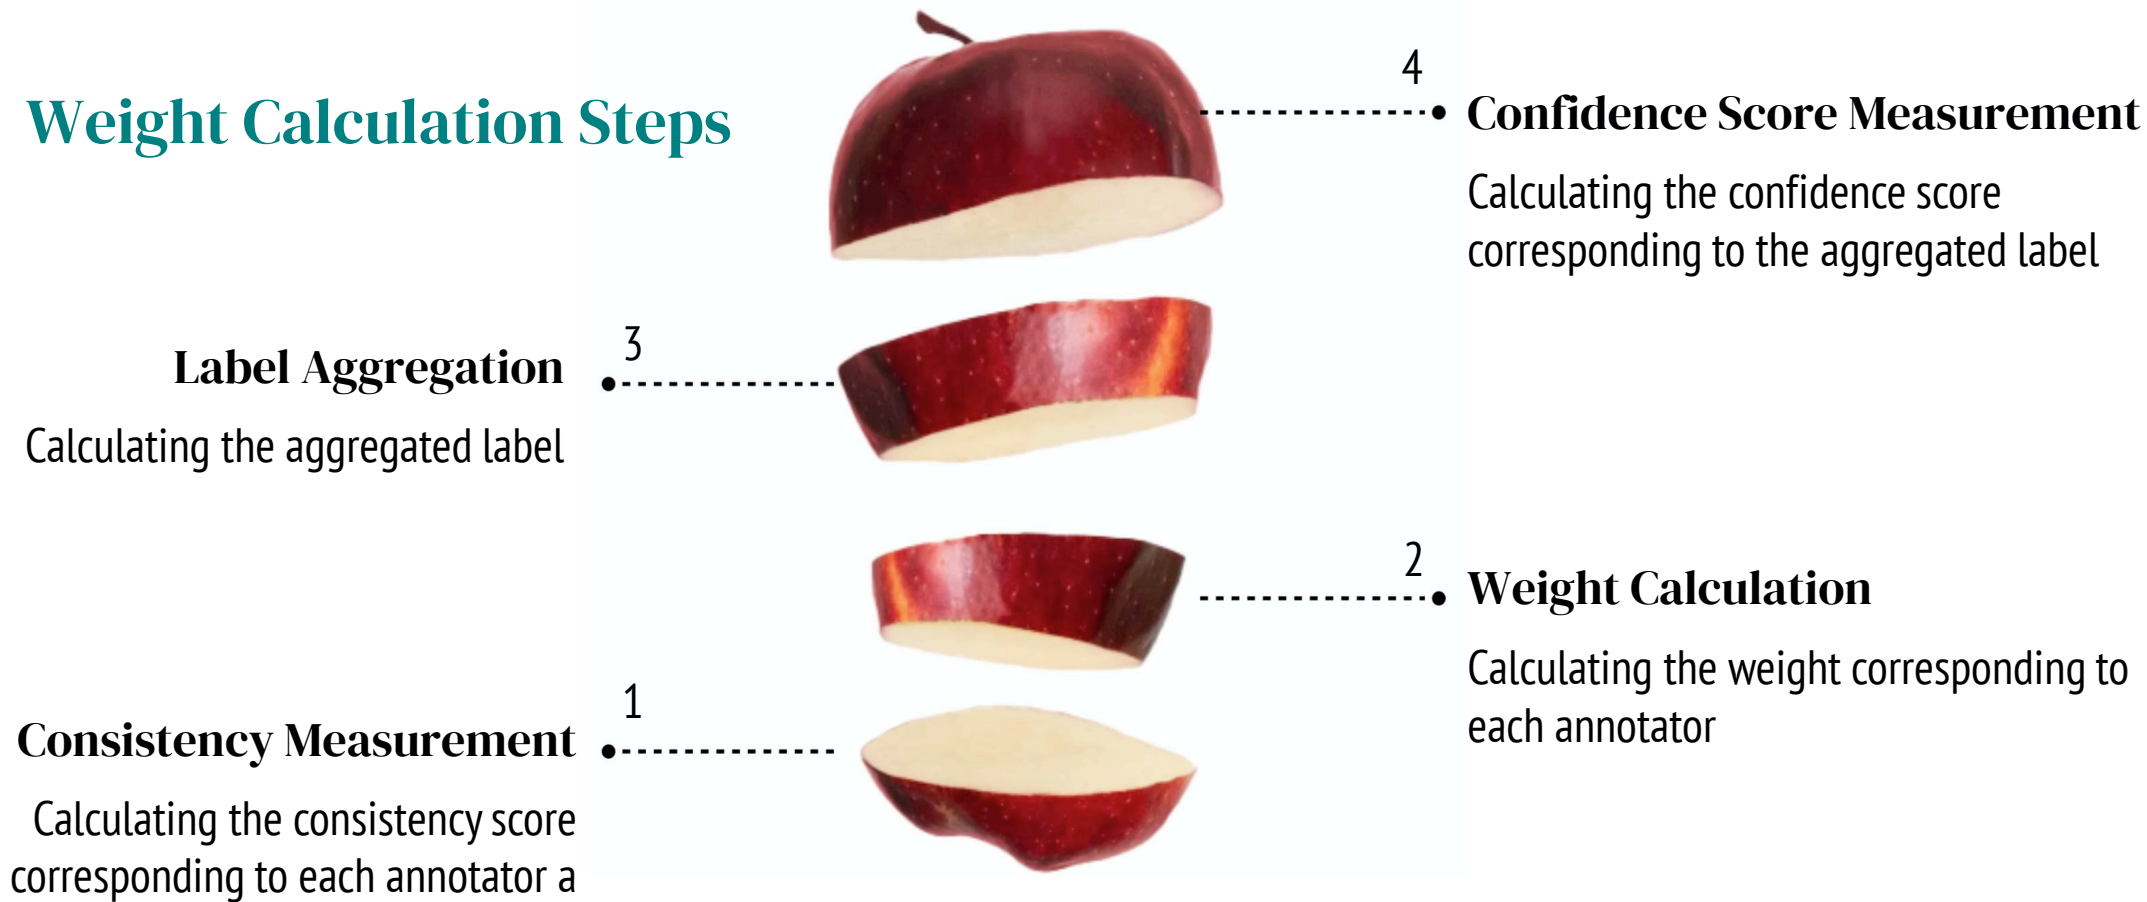 Weight Calculation Steps
4
Confidence Score Measurement
Calculating the confidence score
corresponding to the aggregated label
3
Label Aggregation
Calculating the aggregated label
2
Weight Calculation
Calculating the weight corresponding to
each annotator
1
Consistency Measurement
Calculating the consistency score
corresponding to each annotator a